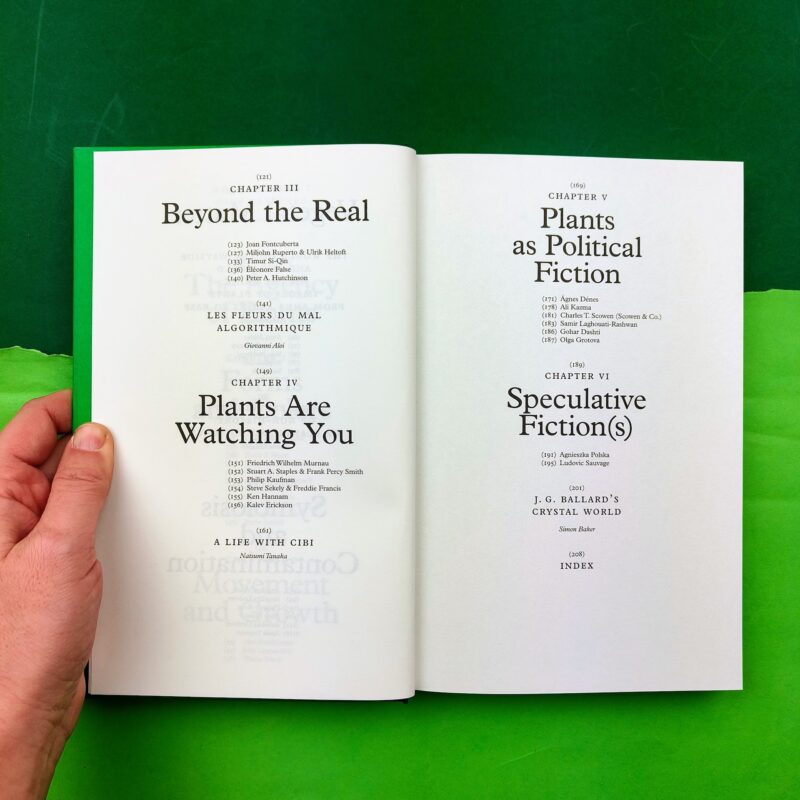 (121)
CHAPTER III
Beyond the Real
(123) Joan Fontcuberta
(127) Miljohn Ruperto & Ulrik Heltoft
(133) Timur Si-Qin
(136) Éléonore False
(140) Peter A. Hutchinson
(141)
LES FLEURS DU MAL
ALGORITHMIQUE
Giovanni Aloi
(149)
CHAPTER IV
Plants Are
Watching You
(151) Friedrich Wilhelm Murnau
(152) Stuart A. Staples & Frank Percy Smith
(153) Philip Kaufman
(154) Steve Sekely & Freddie Francis
(155) Ken Hannam
(156) Kalev Erickson
(161)
A LIFE WITH CIBI
Natsumi Tanaka
(169)
CHAPTER V
Plants
as Political
Fiction
(171) Ágnes Dénes
(178) Ali Kazma
(181) Charles T. Scowen (Scowen & Co.)
(183) Samir Laghouati-Rashwan
(186) Gohar Dashti
(187) Olga Grotova
(189)
CHAPTER VI
Speculative
Fiction(s)
(191) Agnieszka Polska
(195) Ludovic Sauvage
(201)
J. G. BALLARD'S
CRYSTAL WORLD
Simon Baker
(208)
INDEX